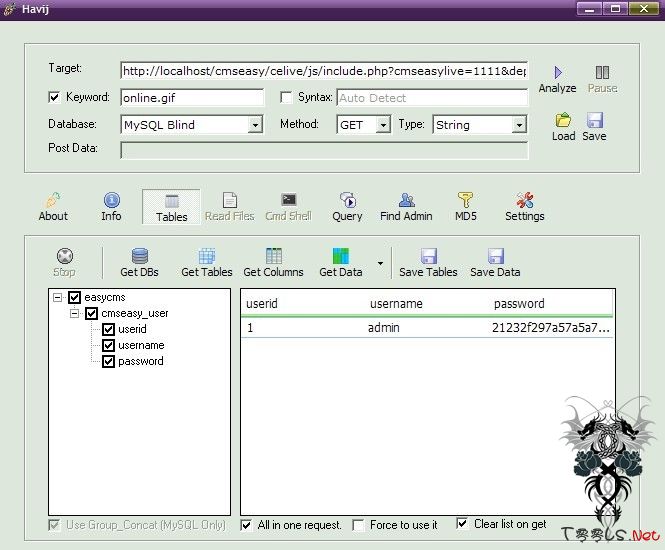 Havij
Target: http://localhost/cmseasy/celive/js/include.php?cmseasylive=1111&dep
Analyze Pause
Keyword: online.gif Syntax: Auto Detect
Database: MySQL Blind Method: GET Type: String
Load Save
Post Data:
About Info Tables Read Files Cmd Shell Query Find Admin MD5 Settings
Stop Get DBs Get Tables Get Columns Get Data Save Tables Save Data
easycms
cmseasy_user
userid
username
password
userid username password
1 admin 21232f297a57a5a7...
Use Group_Concat (MySQL Only) All in one request. Force to use it Clear list on get
T00LS.Net